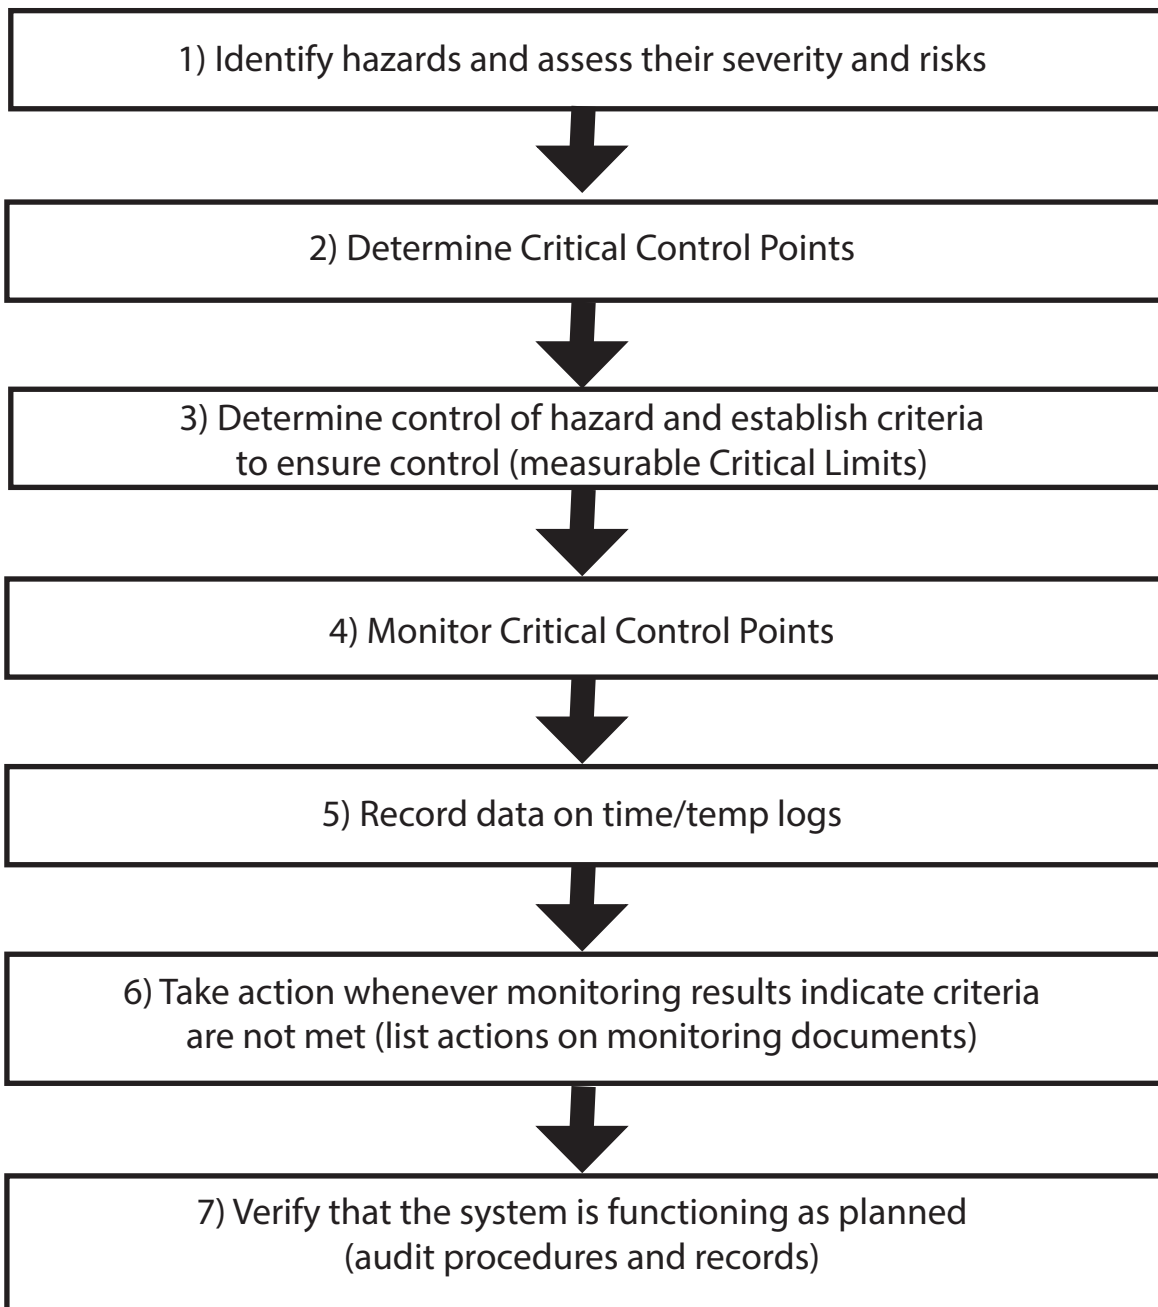 1) Identify hazards and assess their severity and risks
2) Determine Critical Control Points
3) Determine control of hazard and establish criteria
to ensure control (measurable Critical Limits)
4) Monitor Critical Control Points
5) Record data on time/temp logs
6) Take action whenever monitoring results indicate criteria
are not met (list actions on monitoring documents)
7) Verify that the system is functioning as planned
(audit procedures and records)